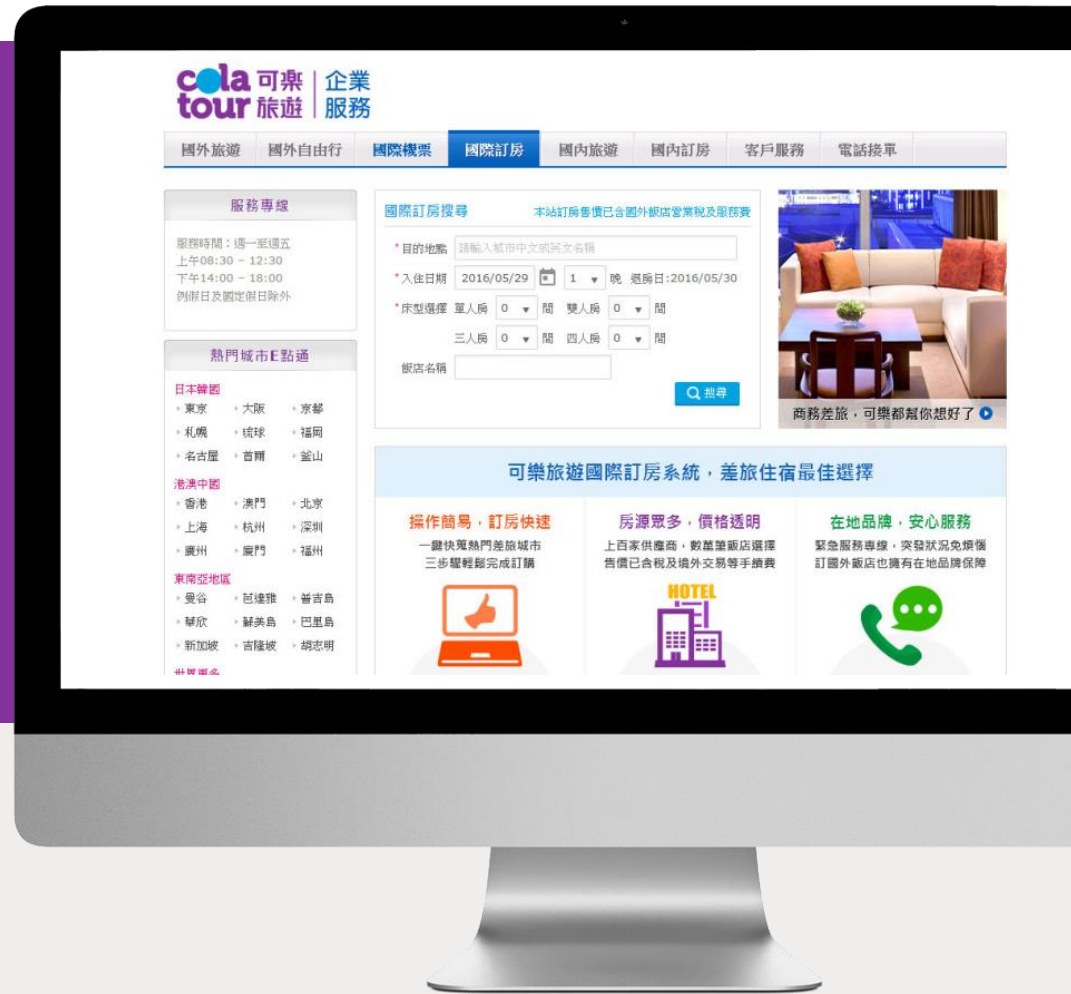 cola tour 可樂旅遊 企業服務
國外旅遊 國外自由行 國際機票 國際訂房 國內旅遊 國內訂房 客戶服務 電話接單
服務專線
服務時間：週一至週五
上午08:30 - 12:30
下午14:00 - 18:00
例假日及國定假日除外
熱門城市E點通
日本韓國
東京 大阪 京都
札幌 琉球 福岡
名古屋 首爾 釜山
港澳中國
香港 澳門 北京
上海 杭州 深圳
廣州 廈門 福州
東南亞地區
曼谷 芭達雅 普吉島
華欣 蘇美島 巴里島
新加坡 吉隆坡 胡志明
國際訂房搜尋 本站訂房售價已含國外飯店營業稅及服務費
*目的地點 請輸入城市中文或英文名稱
*入住日期 2016/05/29 1 晚 退房日:2016/05/30
*床型選擇 單人房 0 間 雙人房 0 間
三人房 0 間 四人房 0 間
飯店名稱
搜尋
商務差旅，可樂都幫你想好了
可樂旅遊國際訂房系統，差旅住宿最佳選擇
操作簡易，訂房快速
一鍵快蒐熱門差旅城市
三步驟輕鬆完成訂購
房源眾多，價格透明
上百家供應商，數萬筆飯店選擇
售價已含稅及境外交易等手續費
HOTEL
在地品牌，安心服務
緊急服務專線，突發狀況免煩惱
訂國外飯店也擁有在地品牌保障